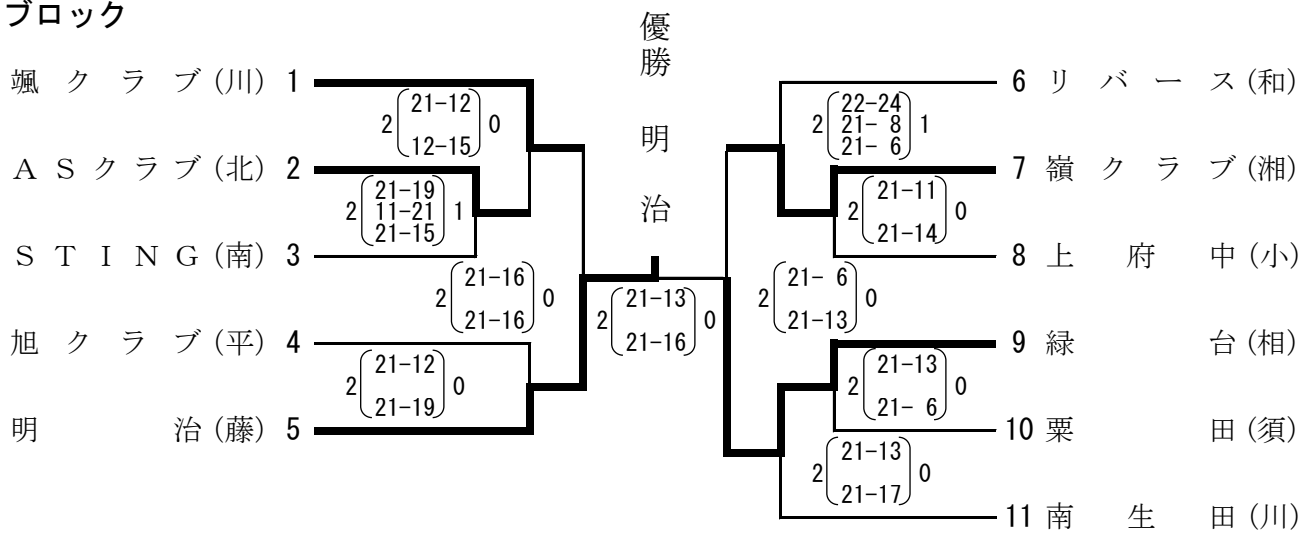 ブロック
優勝 明治
颯クラブ(川) 1
21-12
2 0
12-15
ASクラブ(北) 2
21-19
2 11-21 1
21-15
STING(南) 3
21-16
2 0
21-16
旭クラブ(平) 4
21-12
2 0
21-19
明治(藤) 5
21-13
2 0
21-16
6 リバース(和)
22-24
2 21- 8 1
21- 6
7 嶺クラブ(湘)
21-11
2 0
21-14
8 上府中(小)
21- 6
2 0
21-13
9 緑台(相)
21-13
2 0
21- 6
10 粟田(須)
21-13
2 0
21-17
11 南生田(川)